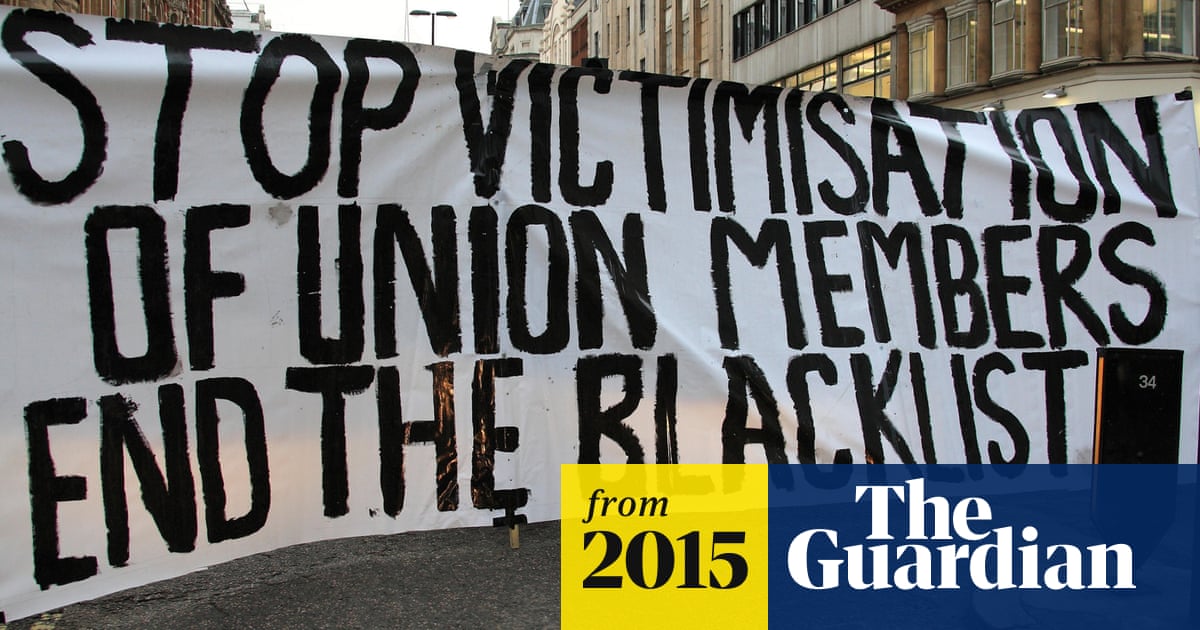 STOP VICTIMISATION
OF UNION MEMBERS
END THE BLACKLIST
34
from
2015
The
Guardian